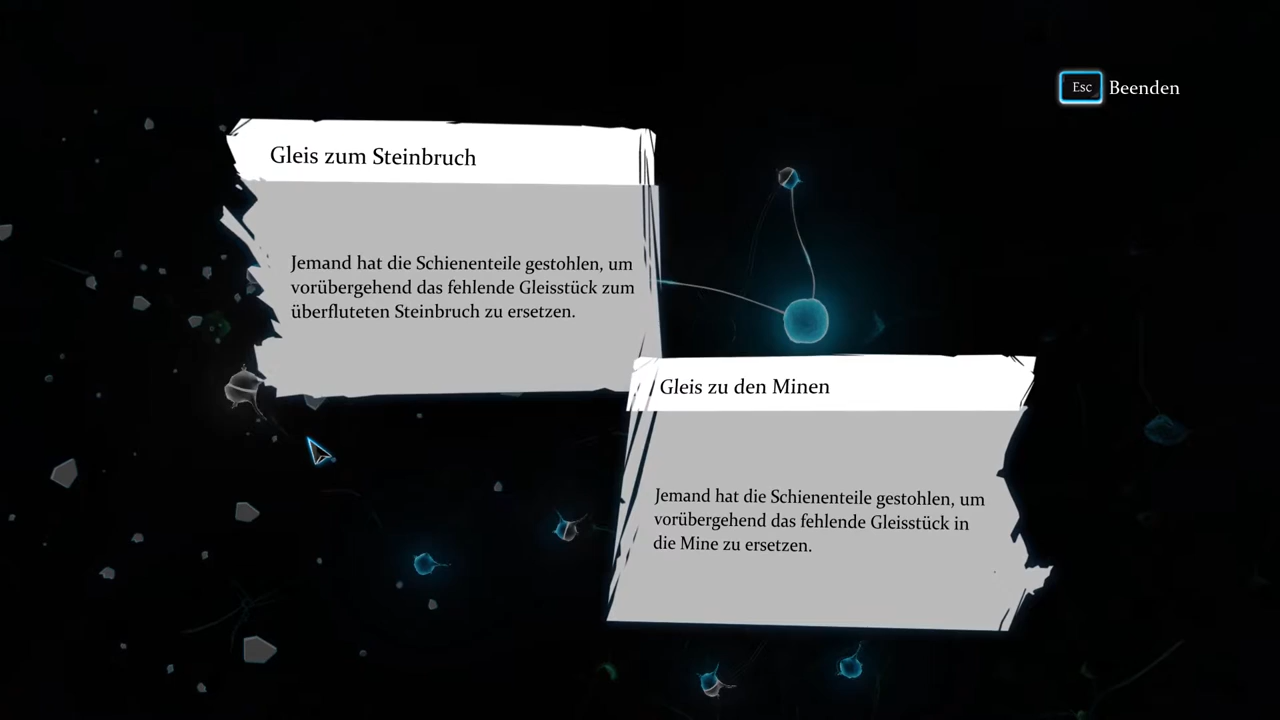 Esc Beenden
Gleis zum Steinbruch
Jemand hat die Schienenteile gestohlen, um
vorübergehend das fehlende Gleisstück zum
überfluteten Steinbruch zu ersetzen.
Gleis zu den Minen
Jemand hat die Schienenteile gestohlen, um
vorübergehend das fehlende Gleisstück in
die Mine zu ersetzen.